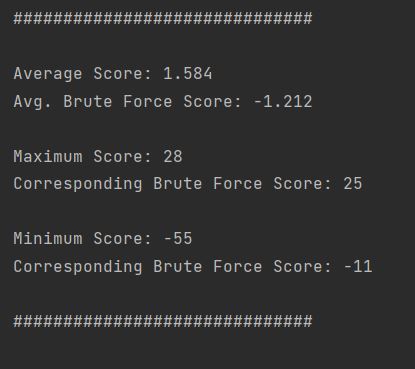 ##############################
Average Score: 1.584
Avg. Brute Force Score: -1.212
Maximum Score: 28
Corresponding Brute Force Score: 25
Minimum Score: -55
Corresponding Brute Force Score: -11
##############################